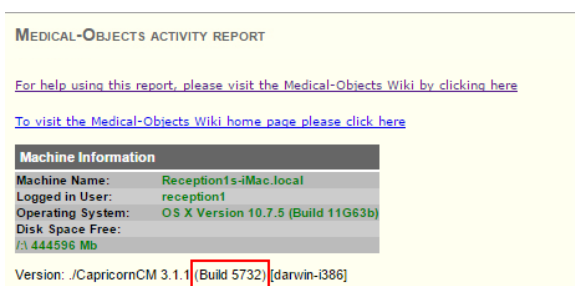 MEDICAL-OBJECTS ACTIVITY REPORT
For help using this report, please visit the Medical-Objects Wiki by clicking here
To visit the Medical-Objects Wiki home page please click here
Machine Information
Machine Name: Reception1s-iMac.local
Logged in User: reception1
Operating System: OS X Version 10.7.5 (Build 11G63b)
Disk Space Free:
/:\ 444596 Mb
Version: ./CapricornCM 3.1.1 (Build 5732) [darwin-i386]